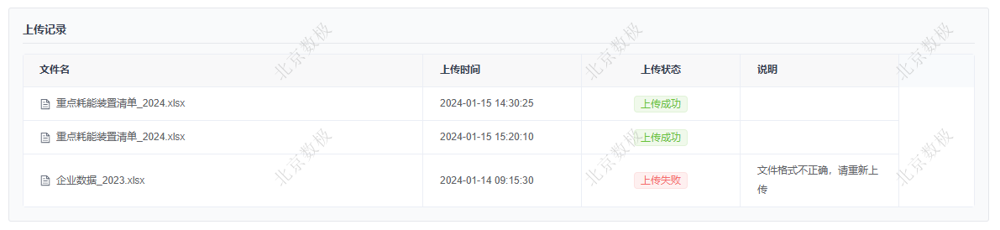 上传记录
文件名 上传时间 上传状态 说明
重点耗能装置清单_2024.xlsx 2024-01-15 14:30:25 上传成功
重点耗能装置清单_2024.xlsx 2024-01-15 15:20:10 上传成功
企业数据_2023.xlsx 2024-01-14 09:15:30 上传失败 文件格式不正确，请重新上
传
北京数极
北京数极
北京数极
北京数极
北京数极
北京数极